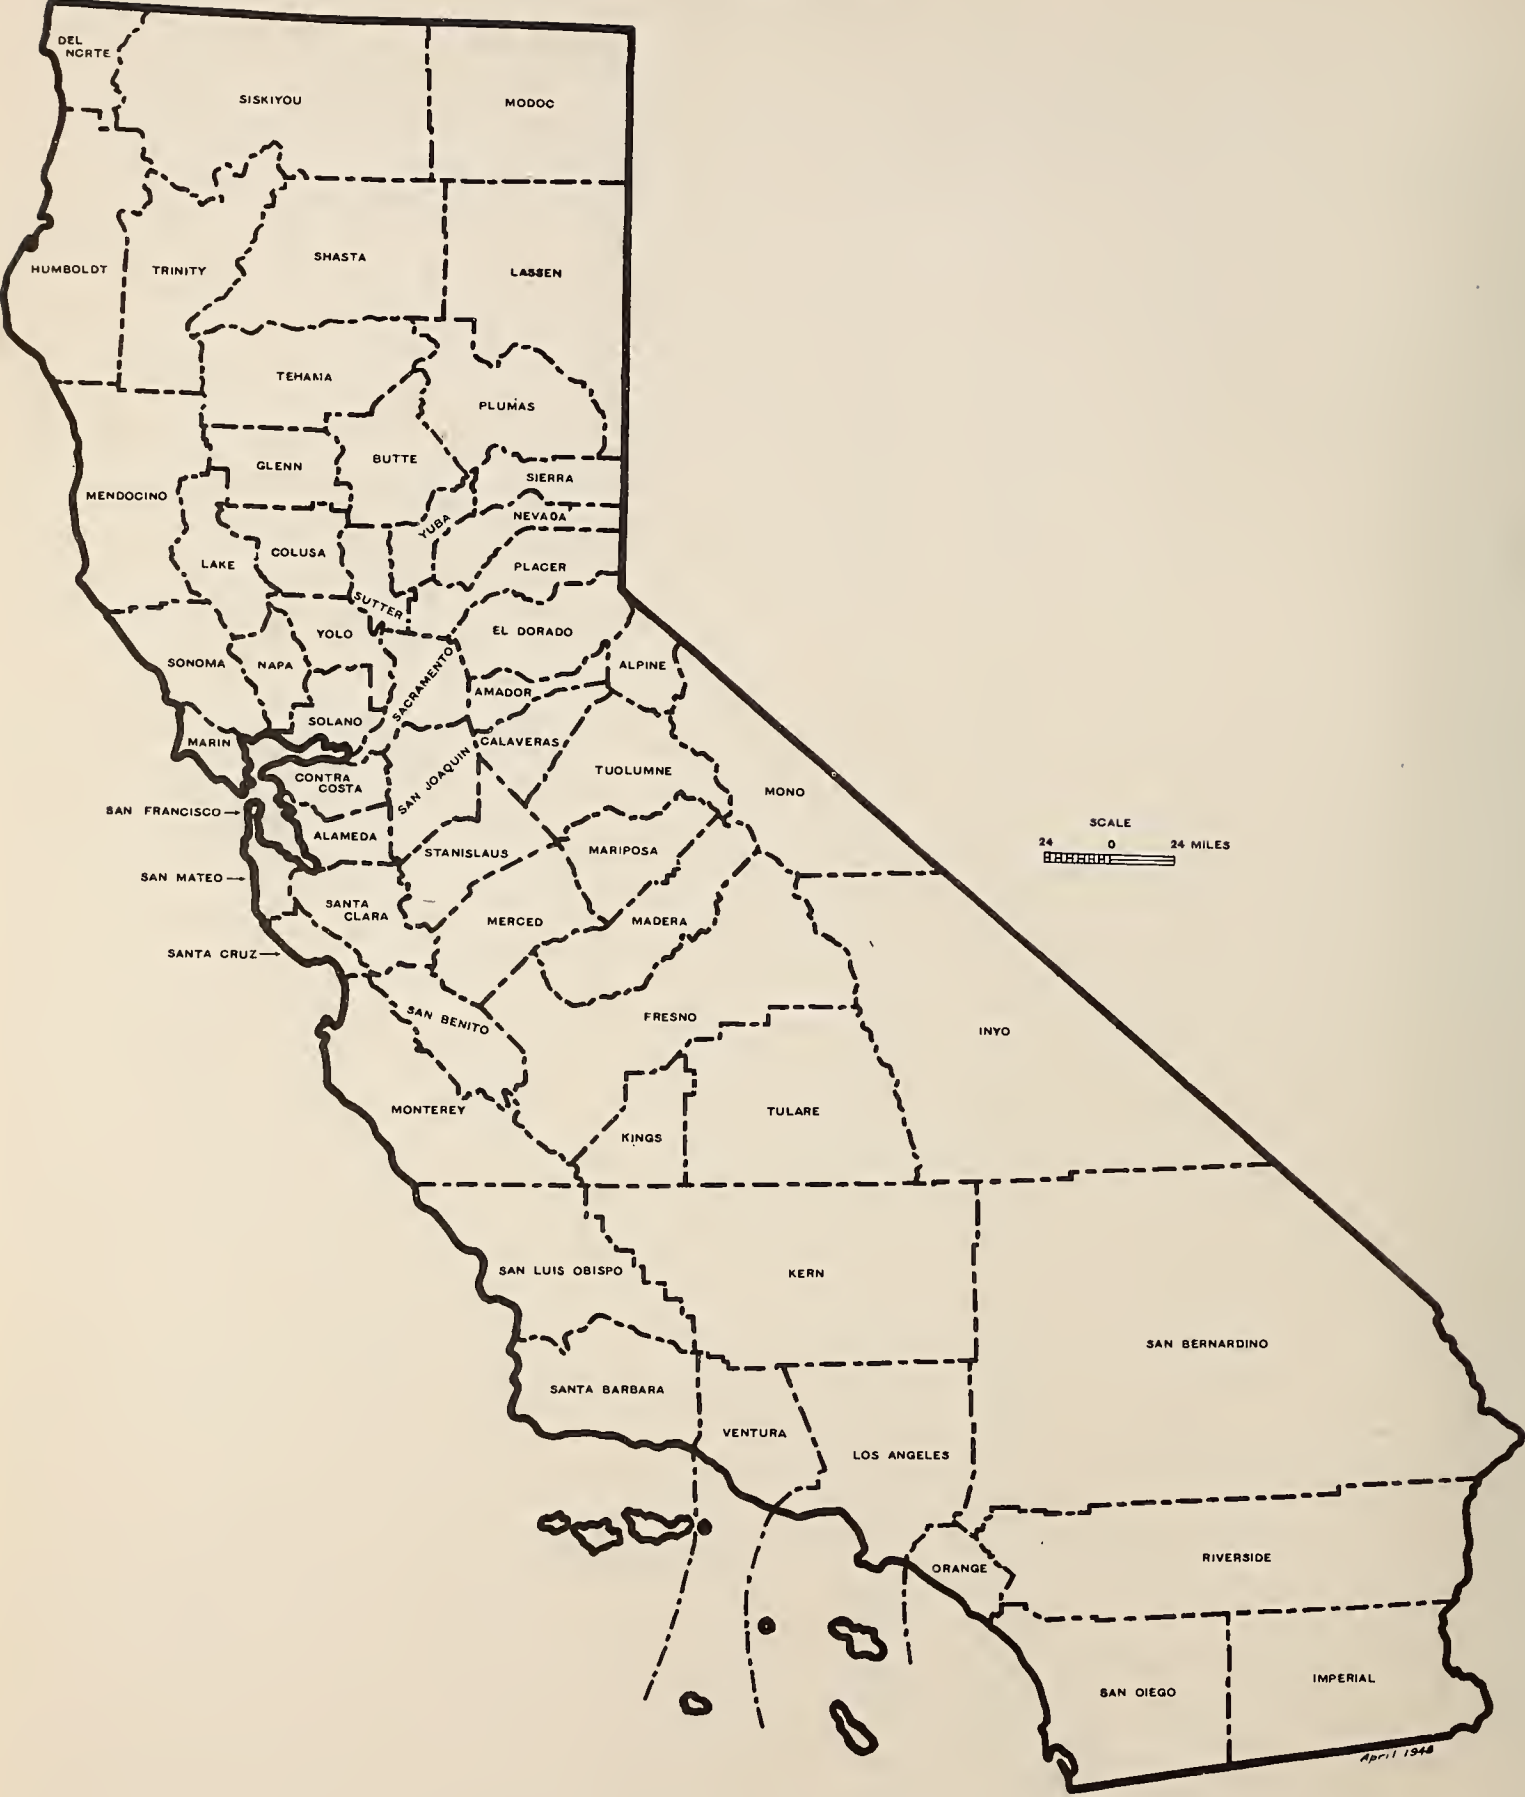 DEL
NORTE
SISKIYOU
MODOC
HUMBOLDT
TRINITY
SHASTA
LASSEN
TEHAMA
PLUMAS
GLENN
BUTTE
SIERRA
MENDOCINO
YUBA
NEVADA
LAKE
COLUSA
PLACER
SUTTER
YOLO
EL DORADO
SONOMA
NAPA
SACRAMENTO
ALPINE
AMADOR
SOLANO
MARIN
CALAVERAS
CONTRA
COSTA
SAN JOAQUIN
TUOLUMNE
MONO
SAN FRANCISCO
ALAMEDA
STANISLAUS
MARIPOSA
SCALE
24 0 24 MILES
SAN MATEO
SANTA
CLARA
MERCED
MADERA
SANTA CRUZ
SAN BENITO
FRESNO
INYO
MONTEREY
KINGS
TULARE
SAN LUIS OBISPO
KERN
SAN BERNARDINO
SANTA BARBARA
VENTURA
LOS ANGELES
ORANGE
RIVERSIDE
SAN DIEGO
IMPERIAL
April 1948